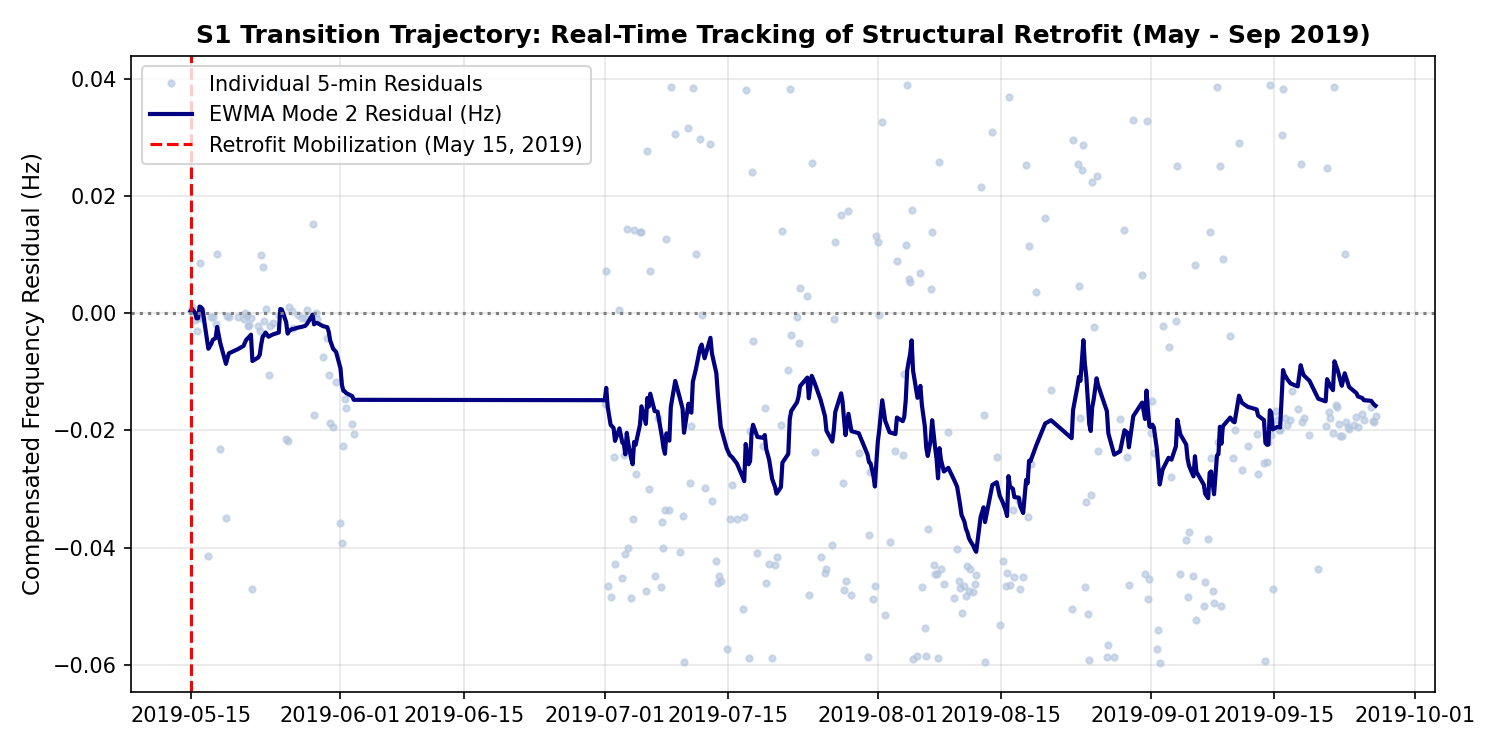 S1 Transition Trajectory: Real-Time Tracking of Structural Retrofit (May - Sep 2019)
Individual 5-min Residuals
EWMA Mode 2 Residual (Hz)
Retrofit Mobilization (May 15, 2019)
Compensated Frequency Residual (Hz)
0.04
0.02
0.00
−0.02
−0.04
−0.06
2019-05-15 2019-06-01 2019-06-15 2019-07-01 2019-07-15 2019-08-01 2019-08-15 2019-09-01 2019-09-15 2019-10-01